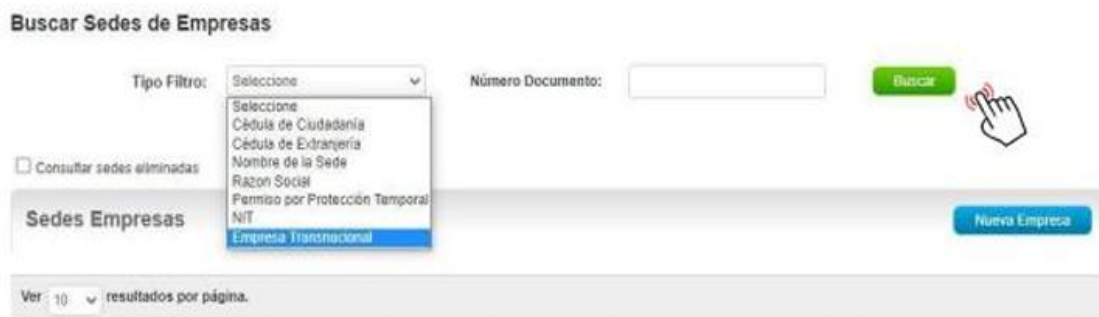 Buscar Sedes de Empresas
Tipo Filtro: Seleccione Número Documento: Buscar
Seleccione
Cédula de Ciudadanía
Cédula de Extranjería
Nombre de la Sede
Consultar sedes eliminadas
Razon Social
Permiso por Protección Temporal
Sedes Empresas
NIT
Nueva Empresa
Empresa Transnacional
Ver 10 resultados por página.